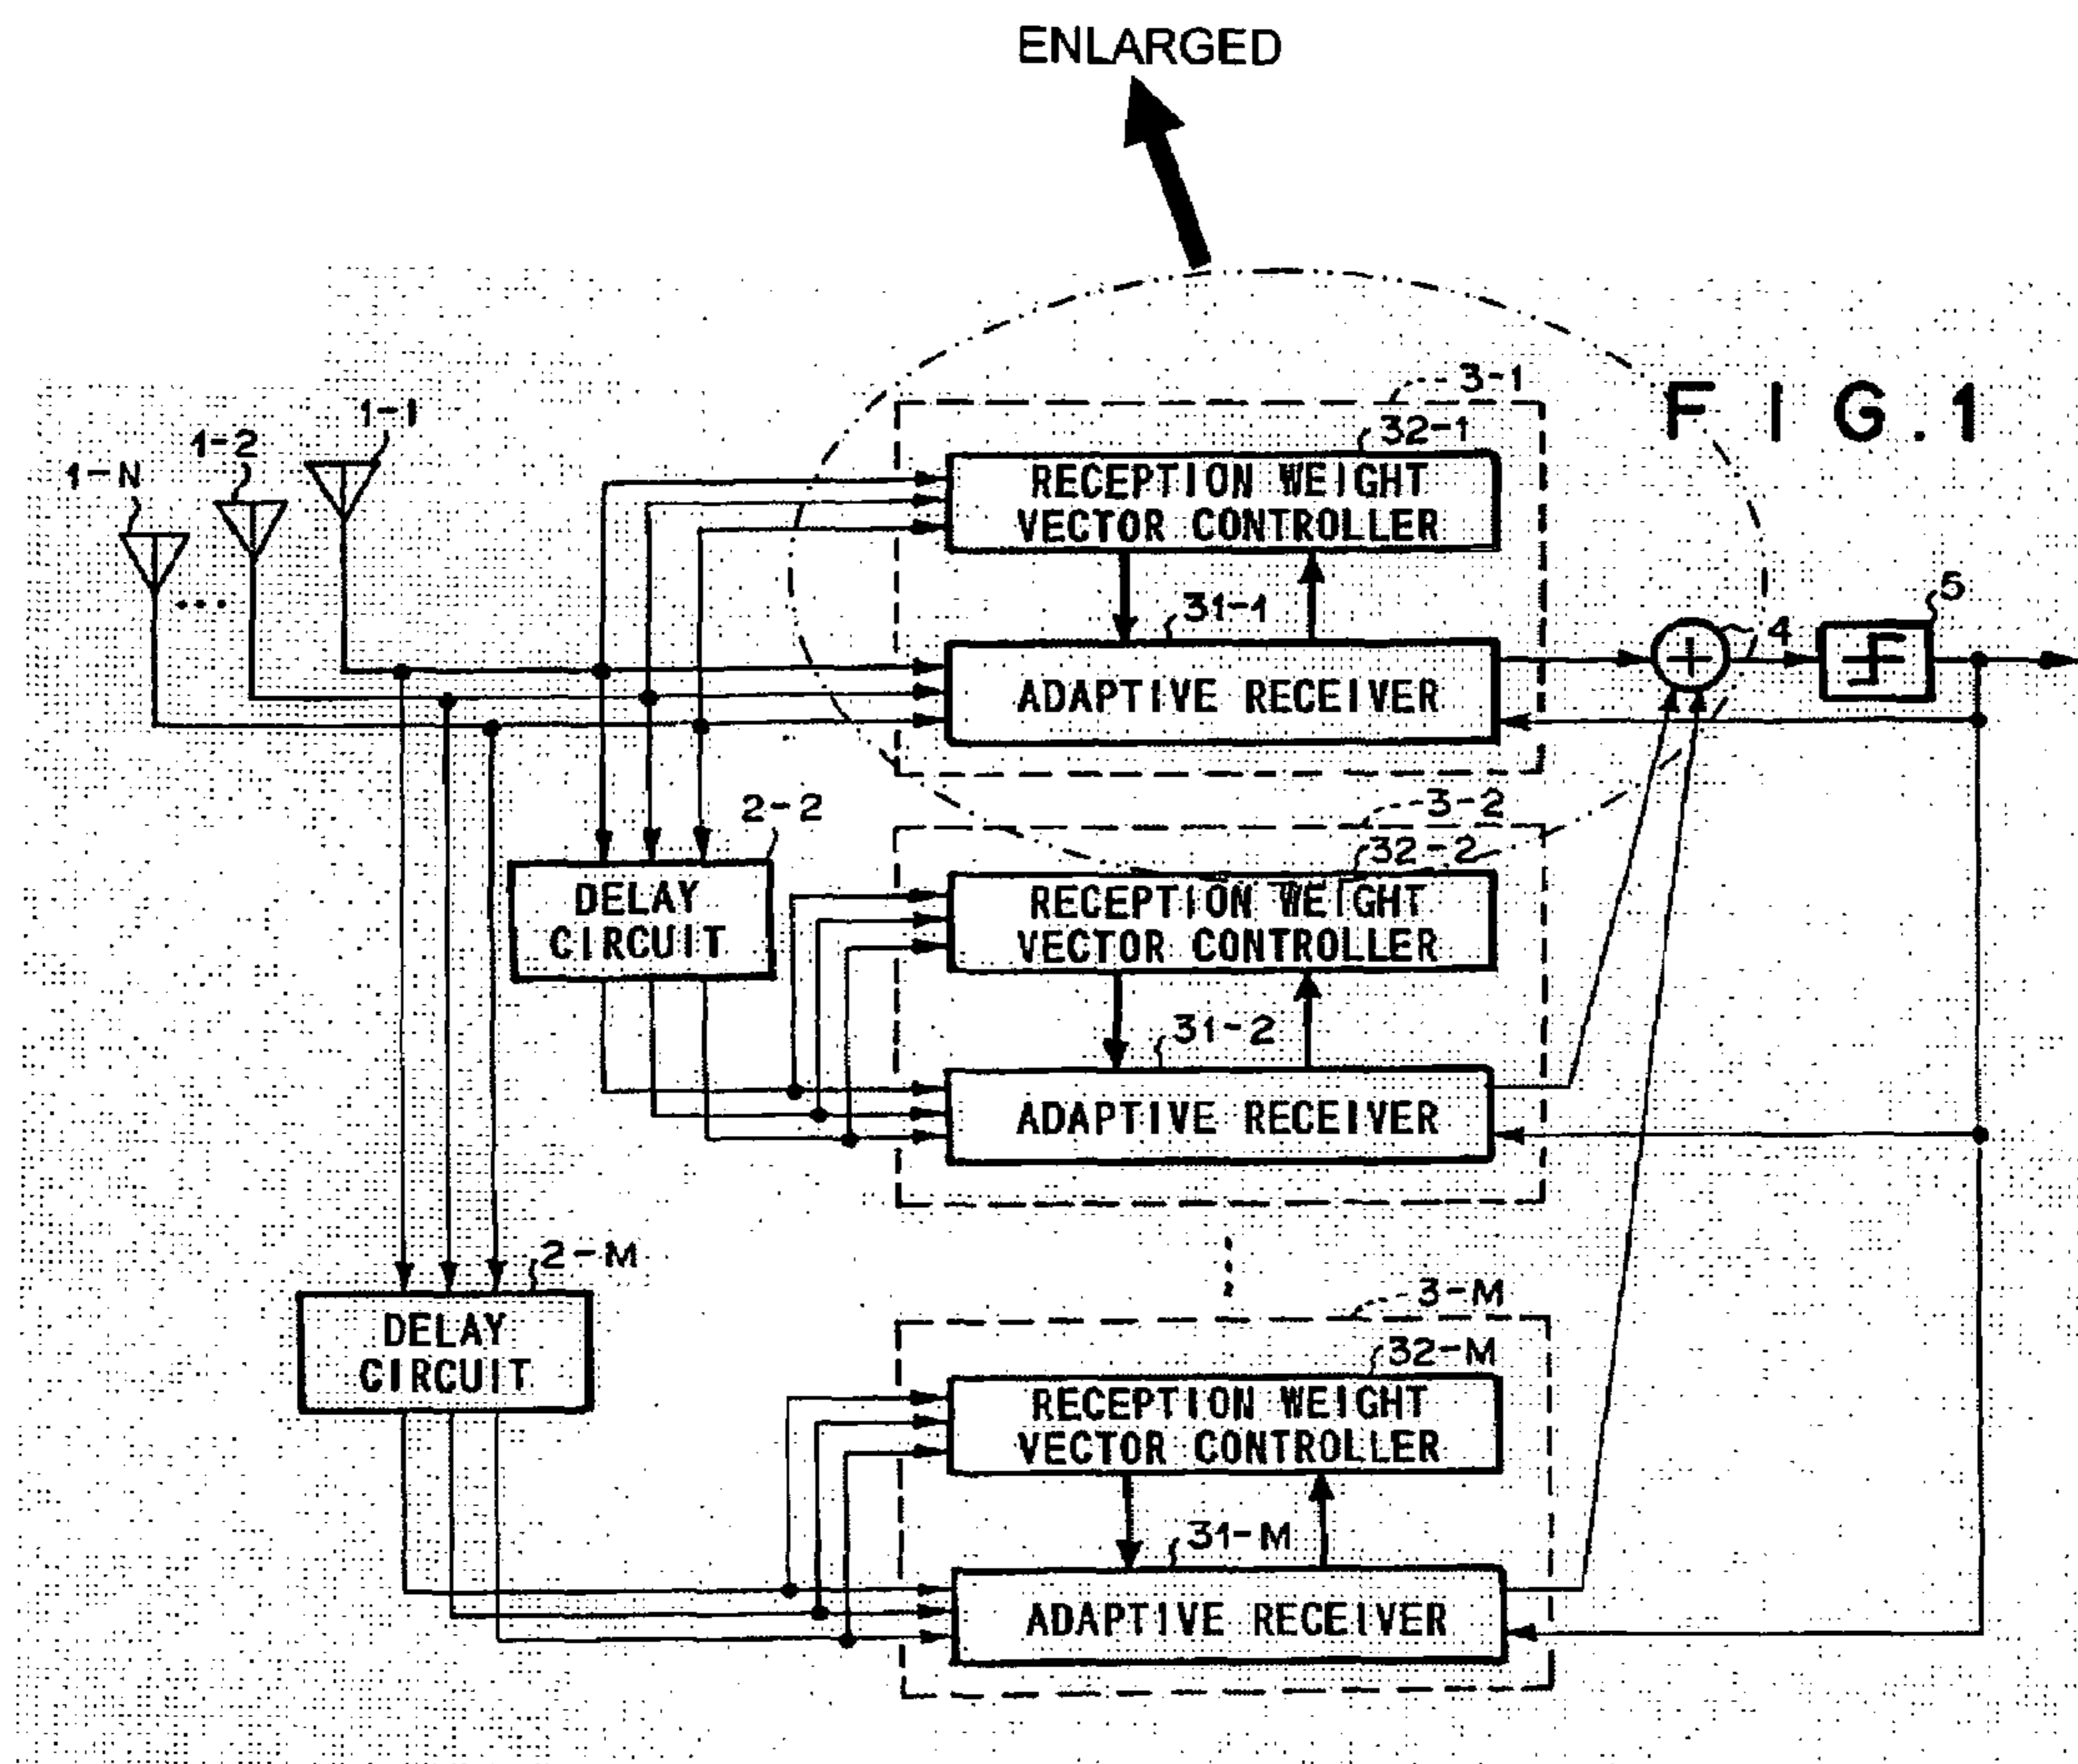 ENLARGED
FIG.1
3-1
1-1
32-1
1-2
1-N
RECEPTION WEIGHT
VECTOR CONTROLLER
...
5
31-1
4
ADAPTIVE RECEIVER
2-2
3-2
32-2
DELAY
CIRCUIT
RECEPTION WEIGHT
VECTOR CONTROLLER
31-2
ADAPTIVE RECEIVER
2-M
3-M
DELAY
CIRCUIT
32-M
RECEPTION WEIGHT
VECTOR CONTROLLER
31-M
ADAPTIVE RECEIVER